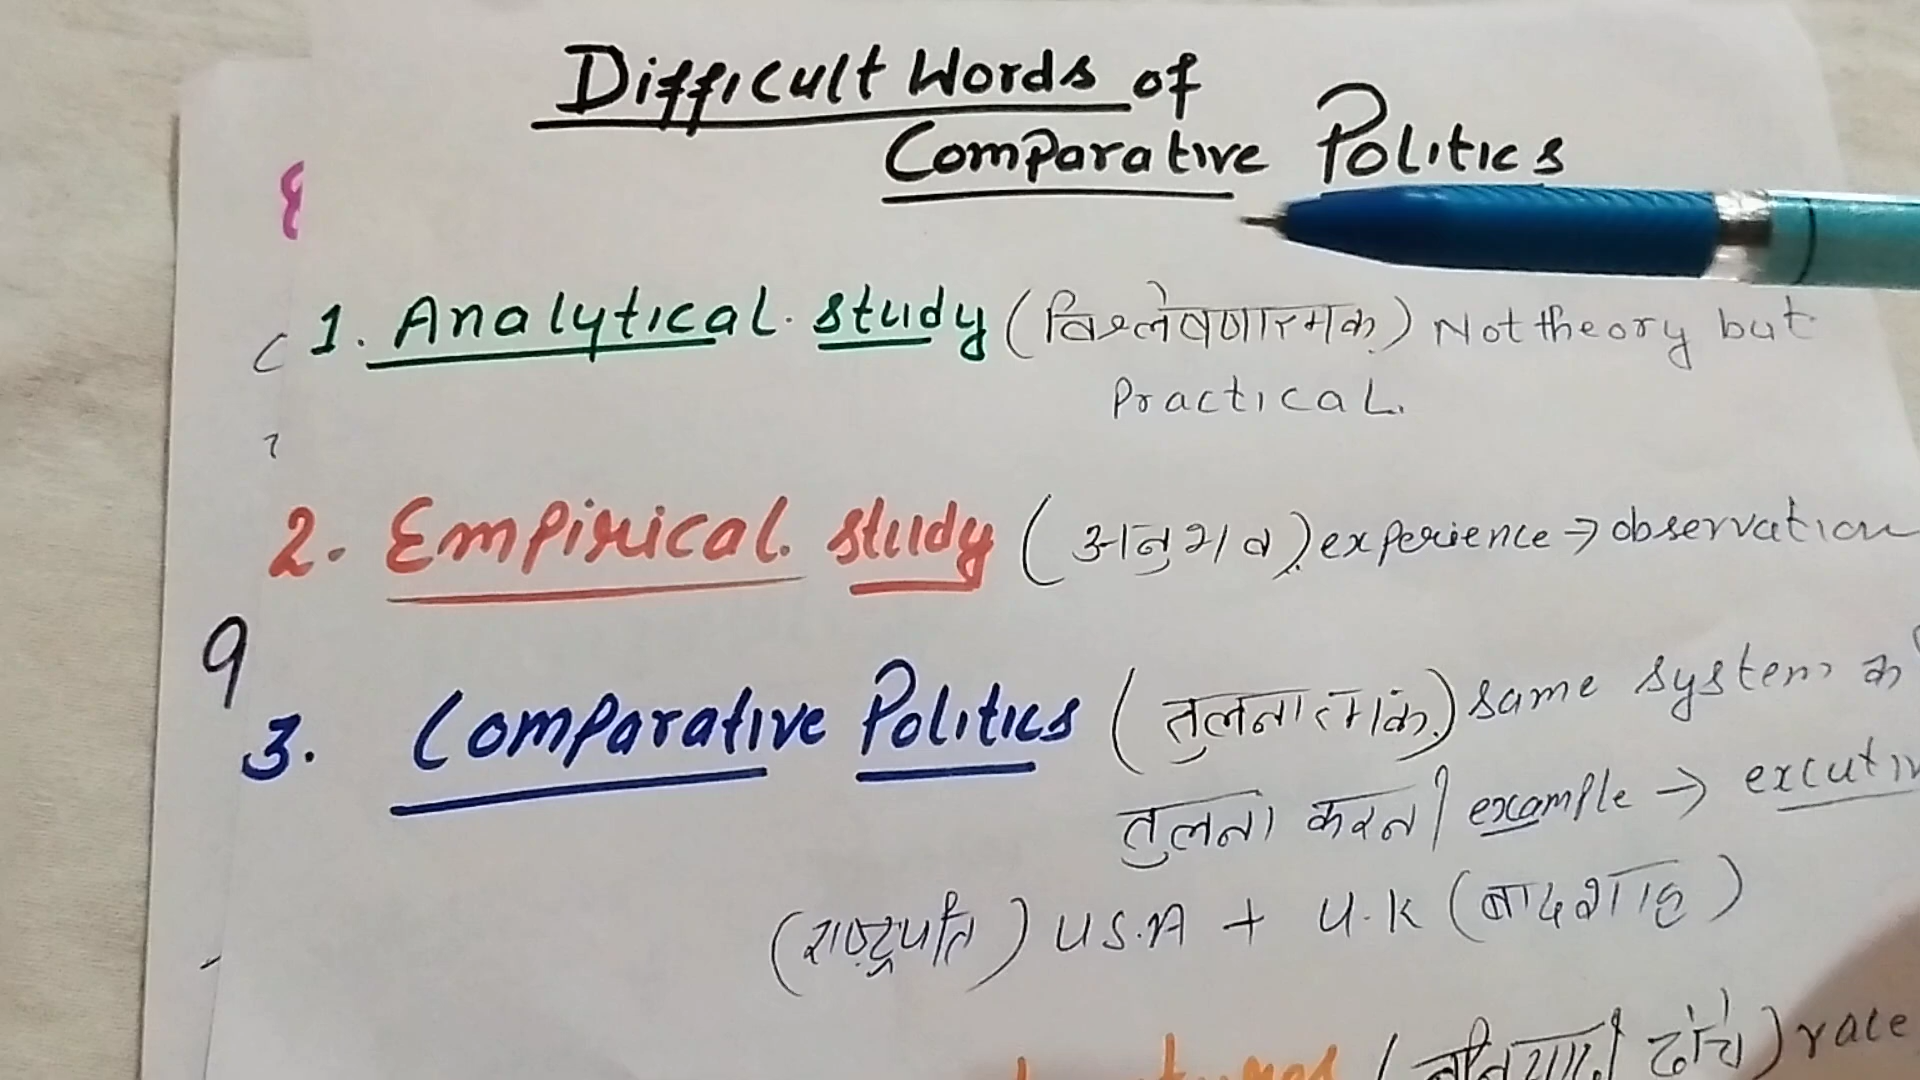 Difficult Words of
Comparative Politics
1. Analytical study (विश्लेषणात्मक) Not theory but
Practical.
2. Empirical study (अनुभव) experience → observation
9
3. Comparative Politics (तुलनात्मक) same system क
तुलना करना example → excutiv
(राष्ट्रपति) U.S.A + U.K (बादशाह)
(बुनियादी ढांचे) race